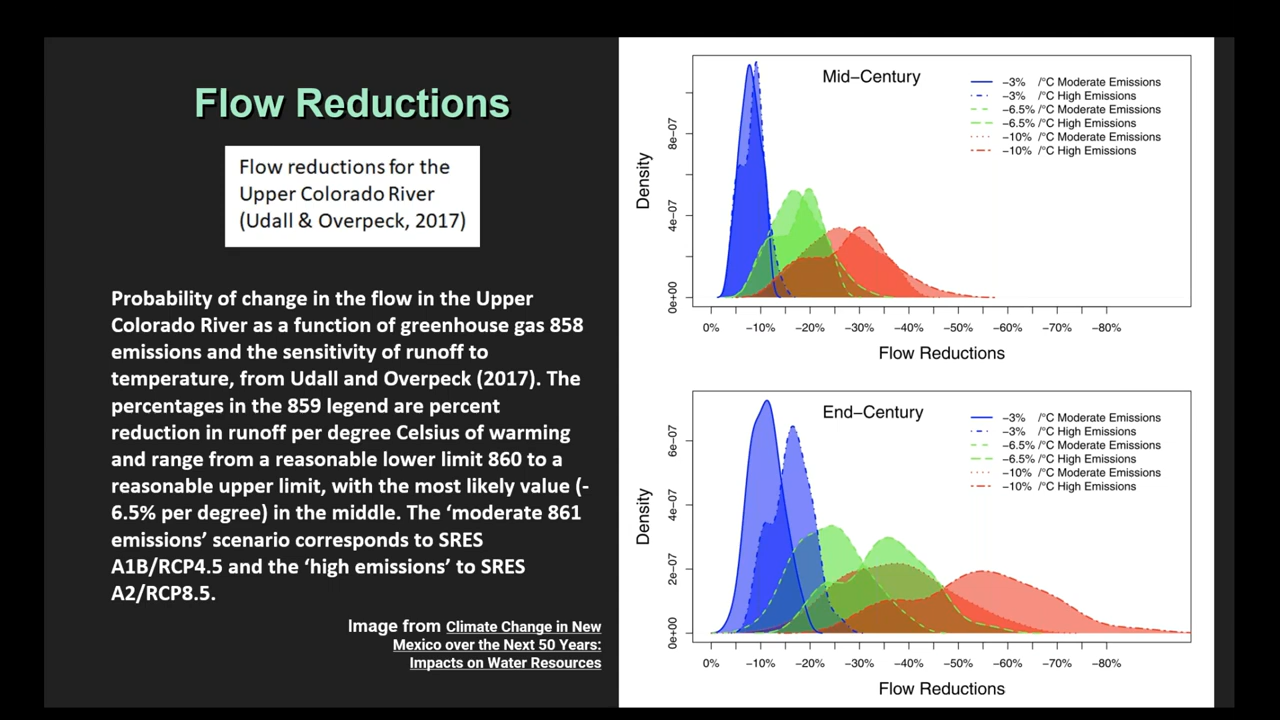 Flow Reductions
Flow reductions for the
Upper Colorado River
(Udall & Overpeck, 2017)
Probability of change in the flow in the Upper
Colorado River as a function of greenhouse gas 858
emissions and the sensitivity of runoff to
temperature, from Udall and Overpeck (2017). The
percentages in the 859 legend are percent
reduction in runoff per degree Celsius of warming
and range from a reasonable lower limit 860 to a
reasonable upper limit, with the most likely value (-
6.5% per degree) in the middle. The ‘moderate 861
emissions’ scenario corresponds to SRES
A1B/RCP4.5 and the ‘high emissions’ to SRES
A2/RCP8.5.
Image from Climate Change in New
Mexico over the Next 50 Years:
Impacts on Water Resources
Mid−Century
−3% /°C Moderate Emissions
−3% /°C High Emissions
−6.5% /°C Moderate Emissions
−6.5% /°C High Emissions
−10% /°C Moderate Emissions
−10% /°C High Emissions
Density
8e−07
4e−07
0e+00
0% −10% −20% −30% −40% −50% −60% −70% −80%
Flow Reductions
End−Century
−3% /°C Moderate Emissions
−3% /°C High Emissions
−6.5% /°C Moderate Emissions
−6.5% /°C High Emissions
−10% /°C Moderate Emissions
−10% /°C High Emissions
Density
6e−07
4e−07
2e−07
0e+00
0% −10% −20% −30% −40% −50% −60% −70% −80%
Flow Reductions